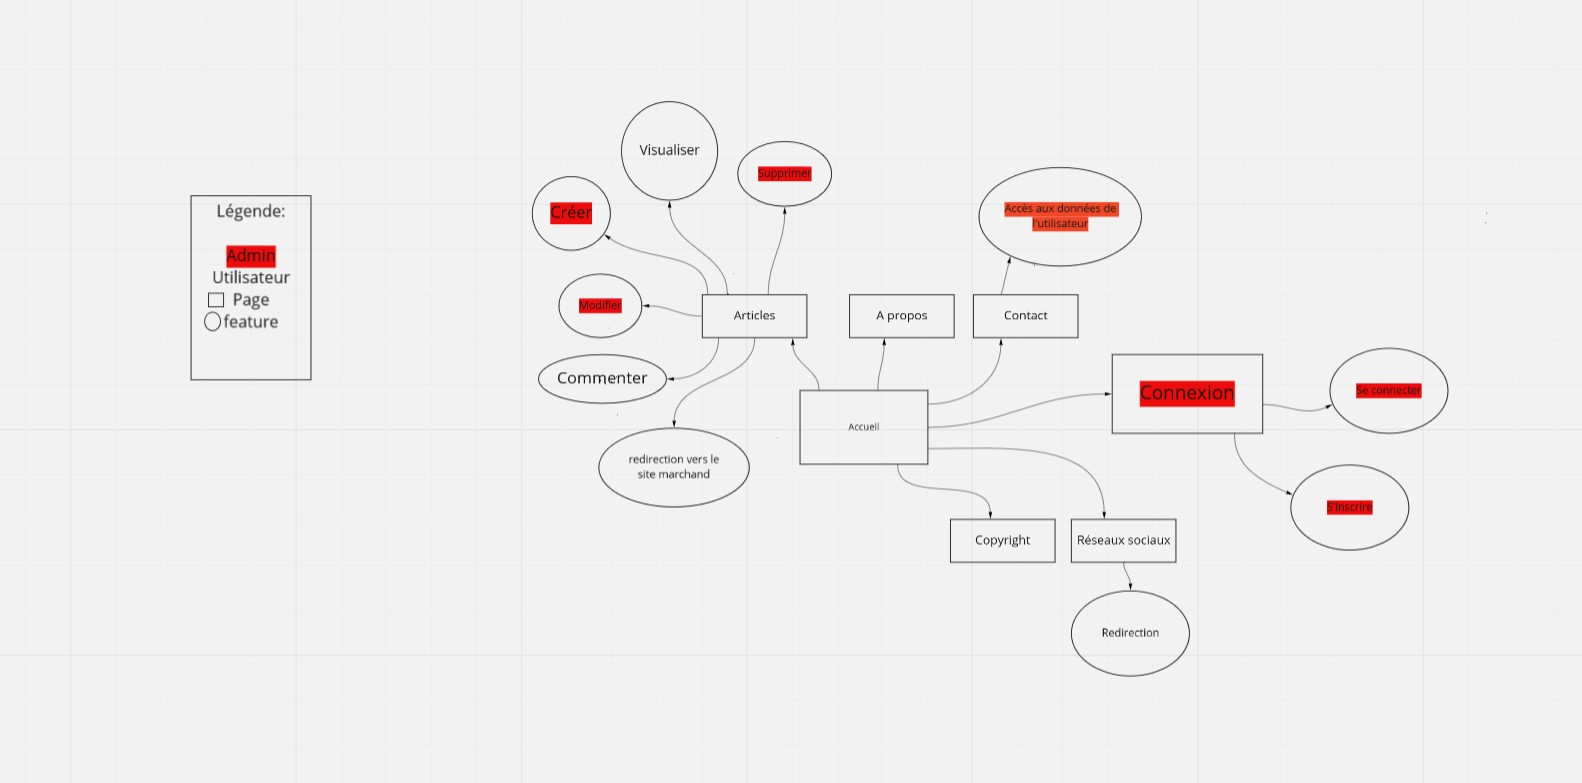 Légende:
Admin
Utilisateur
Page
feature
Visualiser
Supprimer
Créer
Modifier
Commenter
redirection vers le
site marchand
Articles
A propos
Contact
Accès aux données de
l'utilisateur
Accueil
Connexion
Se connecter
S'inscrire
Copyright
Réseaux sociaux
Redirection